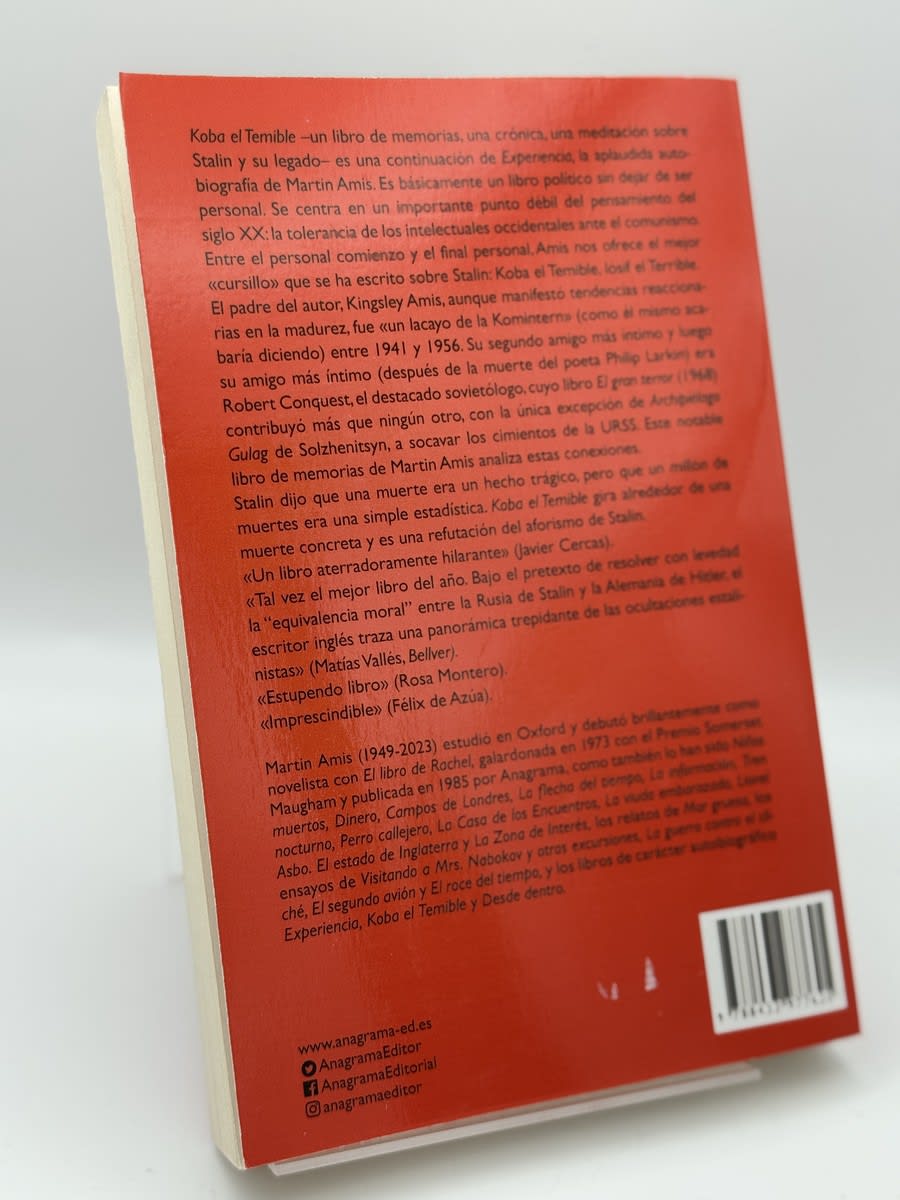 Koba el Temible –un libro de memorias, una crónica, una meditación sobre
Stalin y su legado– es una continuación de Experiencia, la aplaudida auto-
biografía de Martin Amis. Es básicamente un libro político sin dejar de ser
personal. Se centra en un importante punto débil del pensamiento del
siglo XX: la tolerancia de los intelectuales occidentales ante el comunismo.
Entre el personal comienzo y el final personal, Amis nos ofrece el mejor
«cursillo» que se ha escrito sobre Stalin: Koba el Temible, Iosif el Terrible.
El padre del autor, Kingsley Amis, aunque manifestó tendencias reacciona-
rias en la madurez, fue «un lacayo de la Komintern» (como él mismo aca-
baría diciendo) entre 1941 y 1956. Su segundo amigo más íntimo y luego
su amigo más íntimo (después de la muerte del poeta Philip Larkin) era
Robert Conquest, el destacado sovietólogo, cuyo libro El gran terror (1968)
contribuyó más que ningún otro, con la única excepción de Archipiélago
Gulag de Solzhenitsyn, a socavar los cimientos de la URSS. Este notable
libro de memorias de Martin Amis analiza estas conexiones.
Stalin dijo que una muerte era un hecho trágico, pero que un millón de
muertes era una simple estadística. Koba el Temible gira alrededor de una
muerte concreta y es una refutación del aforismo de Stalin.
«Un libro aterradoramente hilarante» (Javier Cercas).
«Tal vez el mejor libro del año. Bajo el pretexto de resolver con levedad
la “equivalencia moral” entre la Rusia de Stalin y la Alemania de Hitler, el
escritor inglés traza una panorámica trepidante de las ocultaciones estali-
nistas» (Matías Vallés, Bellver).
«Estupendo libro» (Rosa Montero).
«Imprescindible» (Félix de Azúa).
Martin Amis (1949-2023) estudió en Oxford y debutó brillantemente como
novelista con El libro de Rachel, galardonada en 1973 con el Premio Somerset
Maugham y publicada en 1985 por Anagrama, como también lo han sido Niños
muertos, Dinero, Campos de Londres, La flecha del tiempo, La información, Tren
nocturno, Perro callejero, La Casa de los Encuentros, La viuda embarazada, Lionel
Asbo. El estado de Inglaterra y La Zona de Interés, los relatos de Mar gruesa, los
ensayos de Visitando a Mrs. Nabokov y otras excursiones, La guerra contra el cli-
ché, El segundo avión y El roce del tiempo, y los libros de carácter autobiográfico
Experiencia, Koba el Temible y Desde dentro.
www.anagrama-ed.es
AnagramaEditor
AnagramaEditorial
anagramaeditor